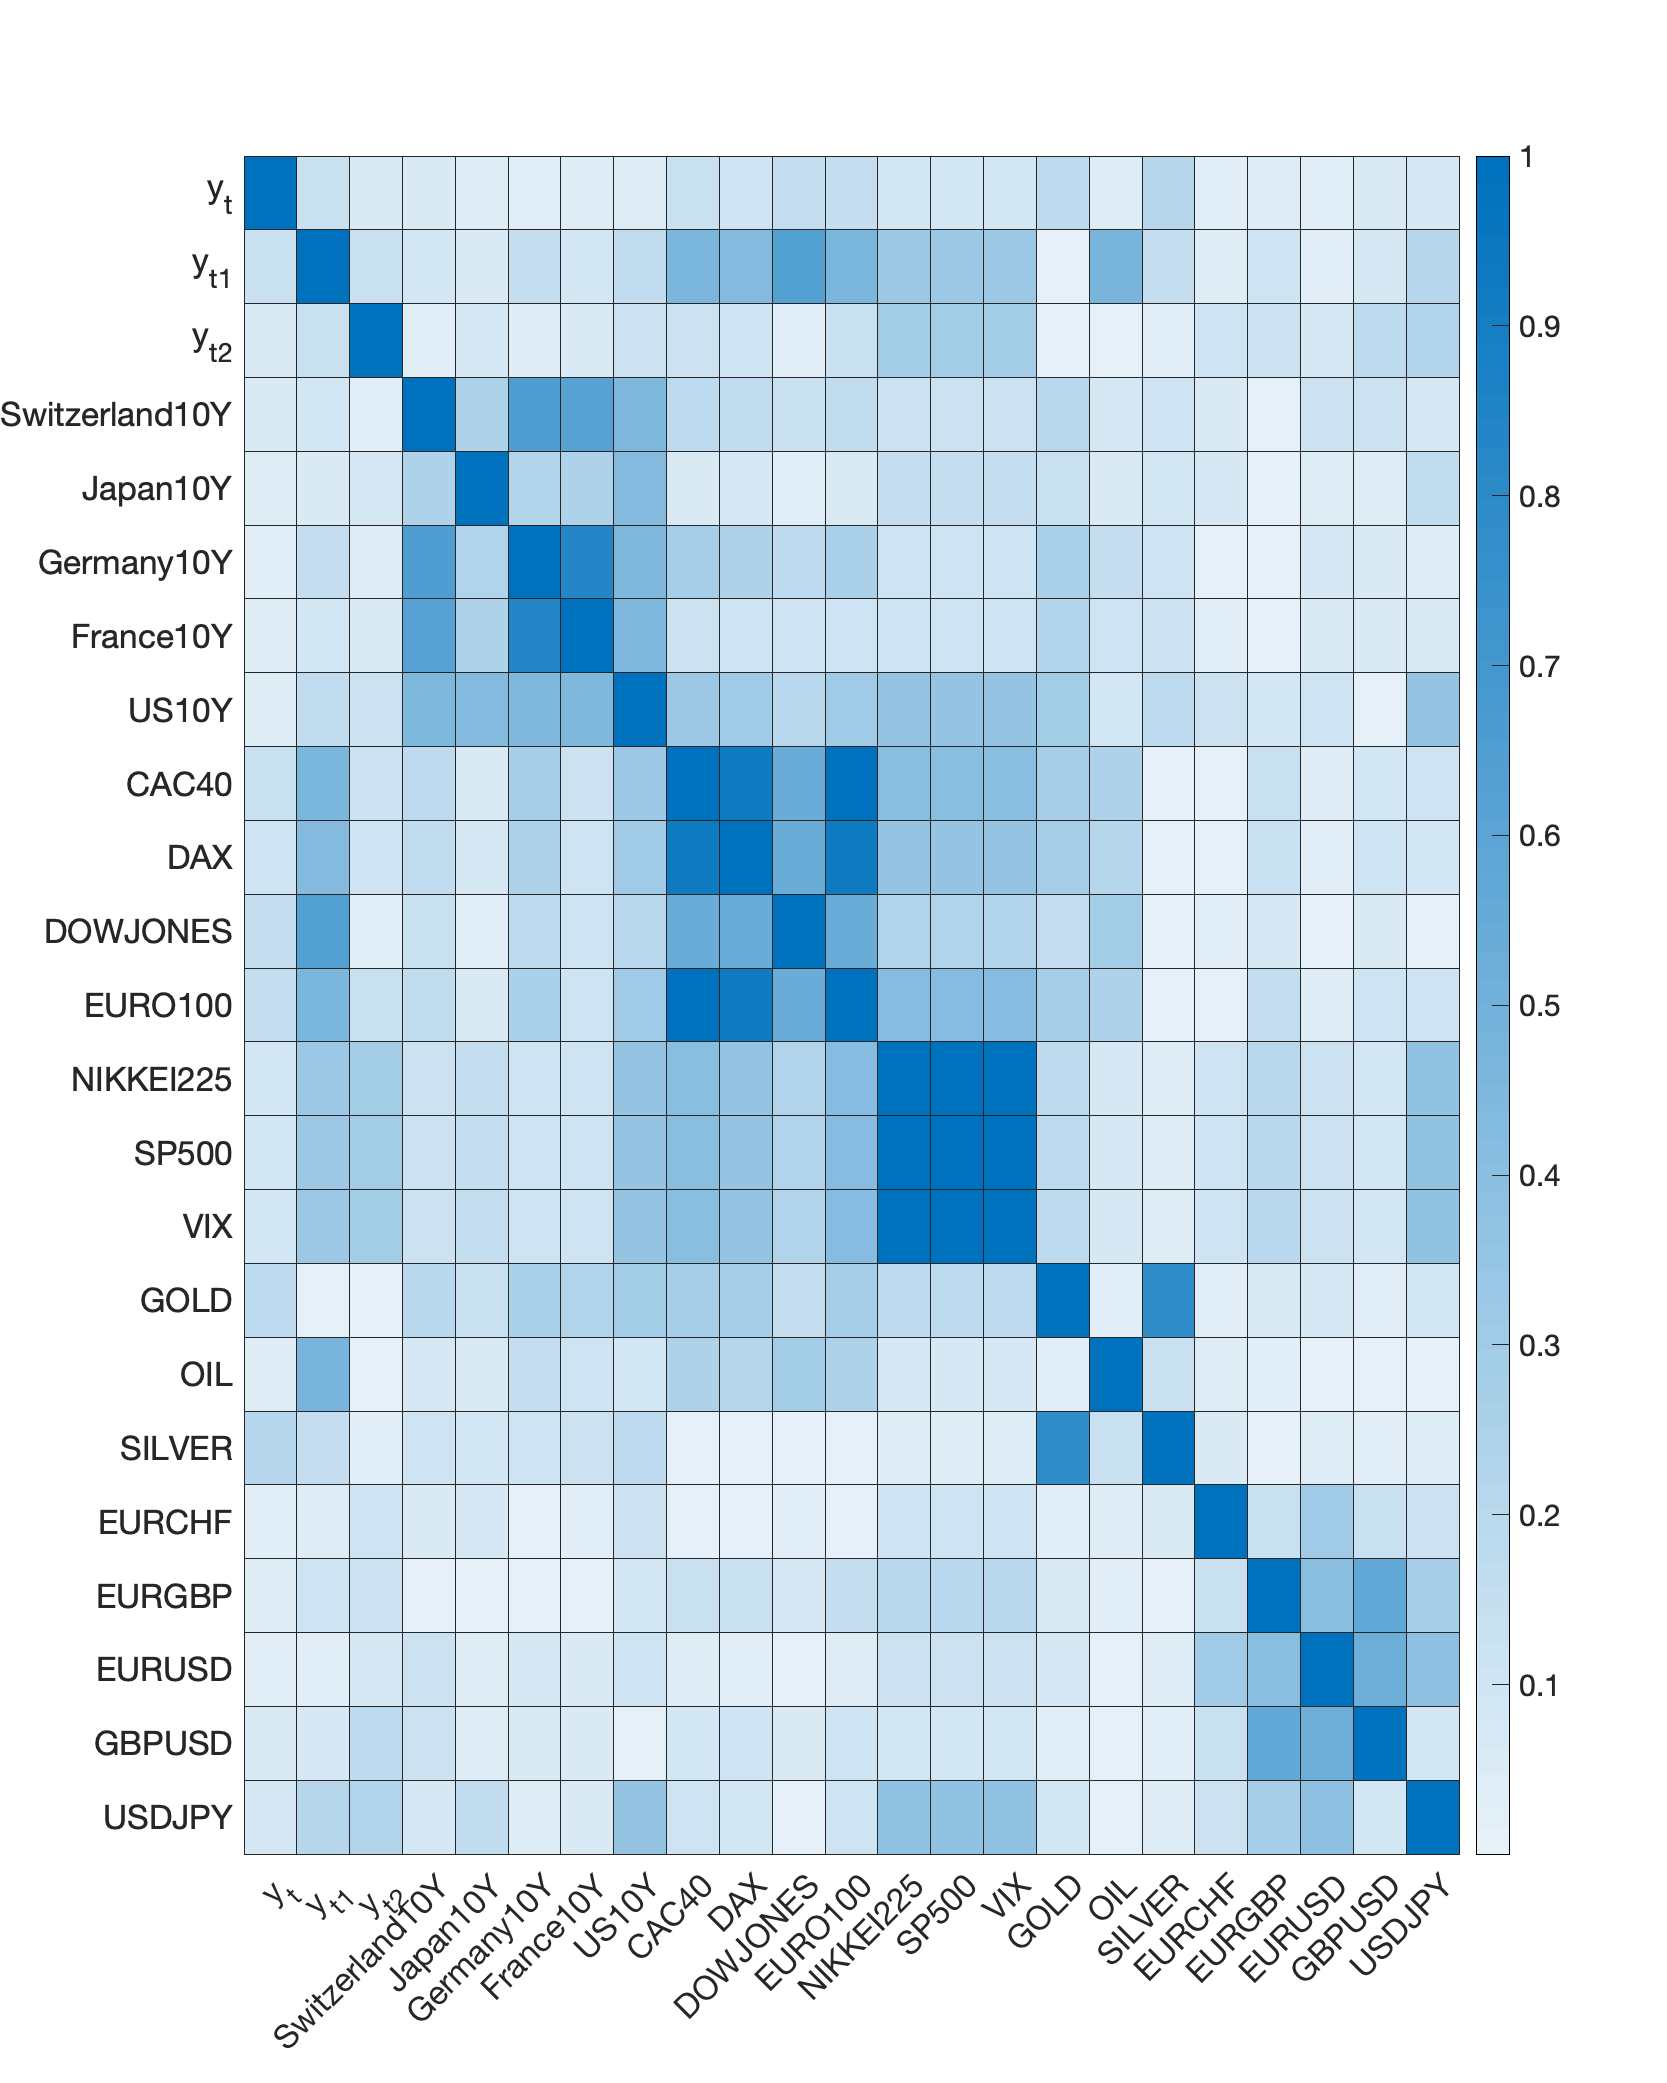 y_t
y_t1
y_t2
Switzerland10Y
Japan10Y
Germany10Y
France10Y
US10Y
CAC40
DAX
DOWJONES
EURO100
NIKKEI225
SP500
VIX
GOLD
OIL
SILVER
EURCHF
EURGBP
EURUSD
GBPUSD
USDJPY
y_t
y_t1
y_t2
Switzerland10Y
Japan10Y
Germany10Y
France10Y
US10Y
CAC40
DAX
DOWJONES
EURO100
NIKKEI225
SP500
VIX
GOLD
OIL
SILVER
EURCHF
EURGBP
EURUSD
GBPUSD
USDJPY
1
0.9
0.8
0.7
0.6
0.5
0.4
0.3
0.2
0.1